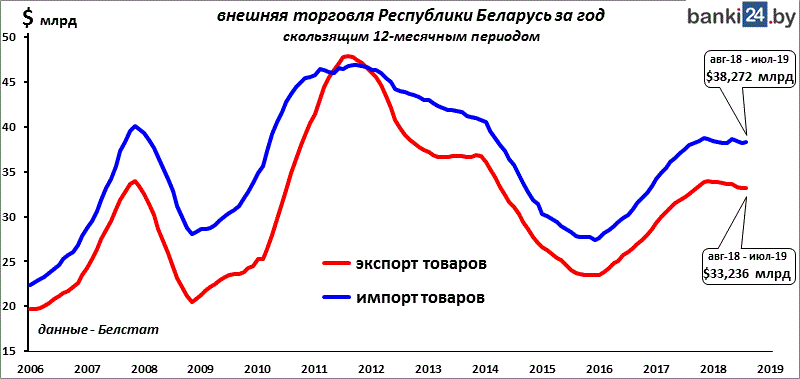 внешняя торговля Республики Беларусь за год
скользящим 12-месячным периодом
banki24.by
$ млрд
50
45
40
35
30
25
20
15
авг-18 - июл-19
$38,272 млрд
авг-18 - июл-19
$33,236 млрд
экспорт товаров
импорт товаров
данные - Белстат
2006 2007 2008 2009 2010 2011 2012 2013 2014 2015 2016 2017 2018 2019